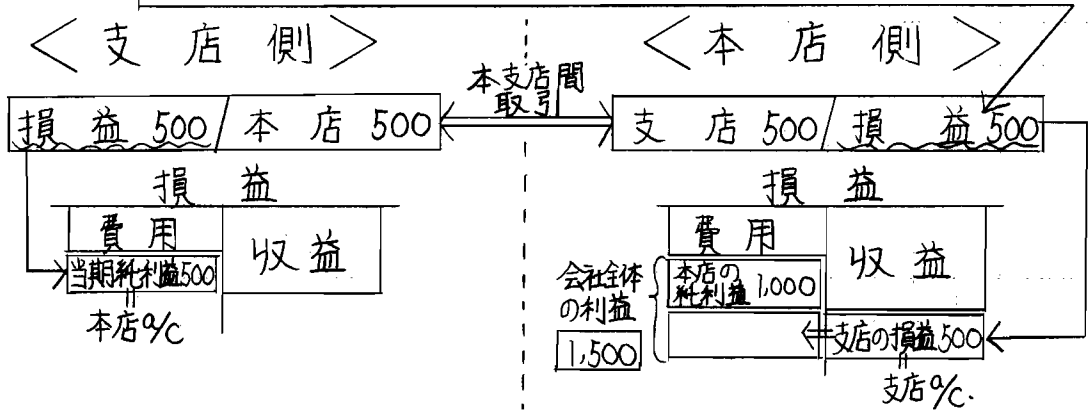 <支店側>
<本店側>
本支店間
取引
損益 500 / 本店 500
支店 500 / 損益 500
損益
費用
収益
当期純利益500
本店a/c
損益
費用
収益
本店の
純利益 1,000
会社全体
の利益
1,500
支店の損益500
支店a/c.